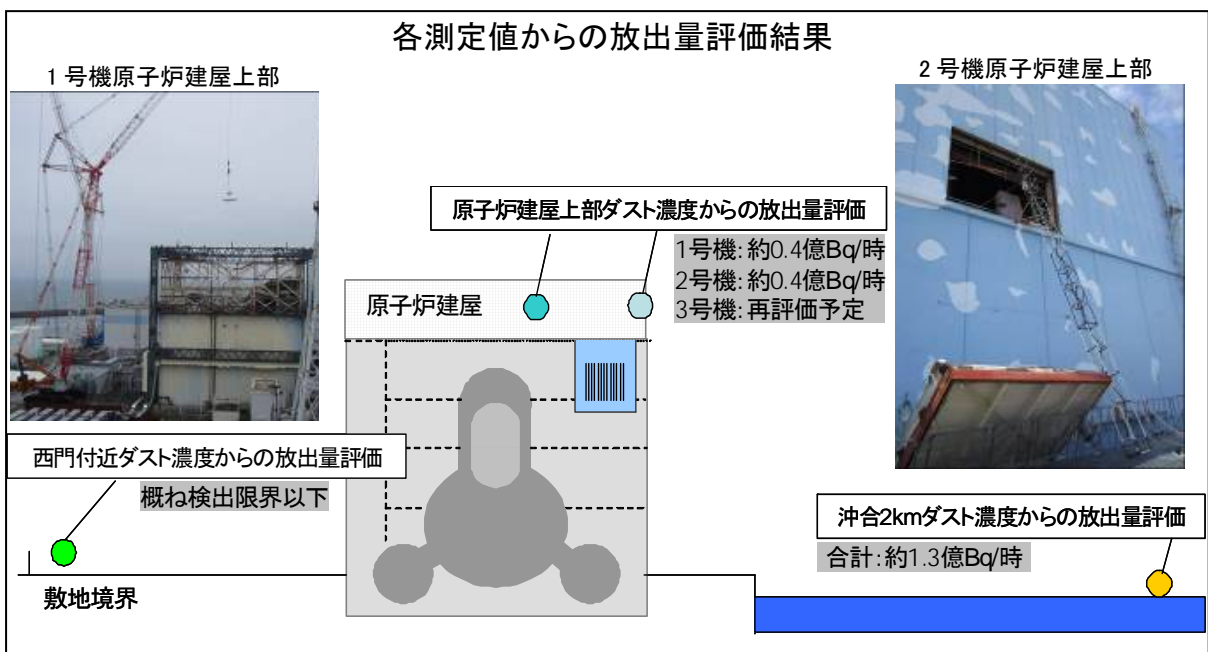 各測定値からの放出量評価結果
1号機原子炉建屋上部
2号機原子炉建屋上部
原子炉建屋上部ダスト濃度からの放出量評価
1号機:約0.4億Bq/時
2号機:約0.4億Bq/時
3号機:再評価予定
原子炉建屋
西門付近ダスト濃度からの放出量評価
概ね検出限界以下
沖合2kmダスト濃度からの放出量評価
合計:約1.3億Bq/時
敷地境界